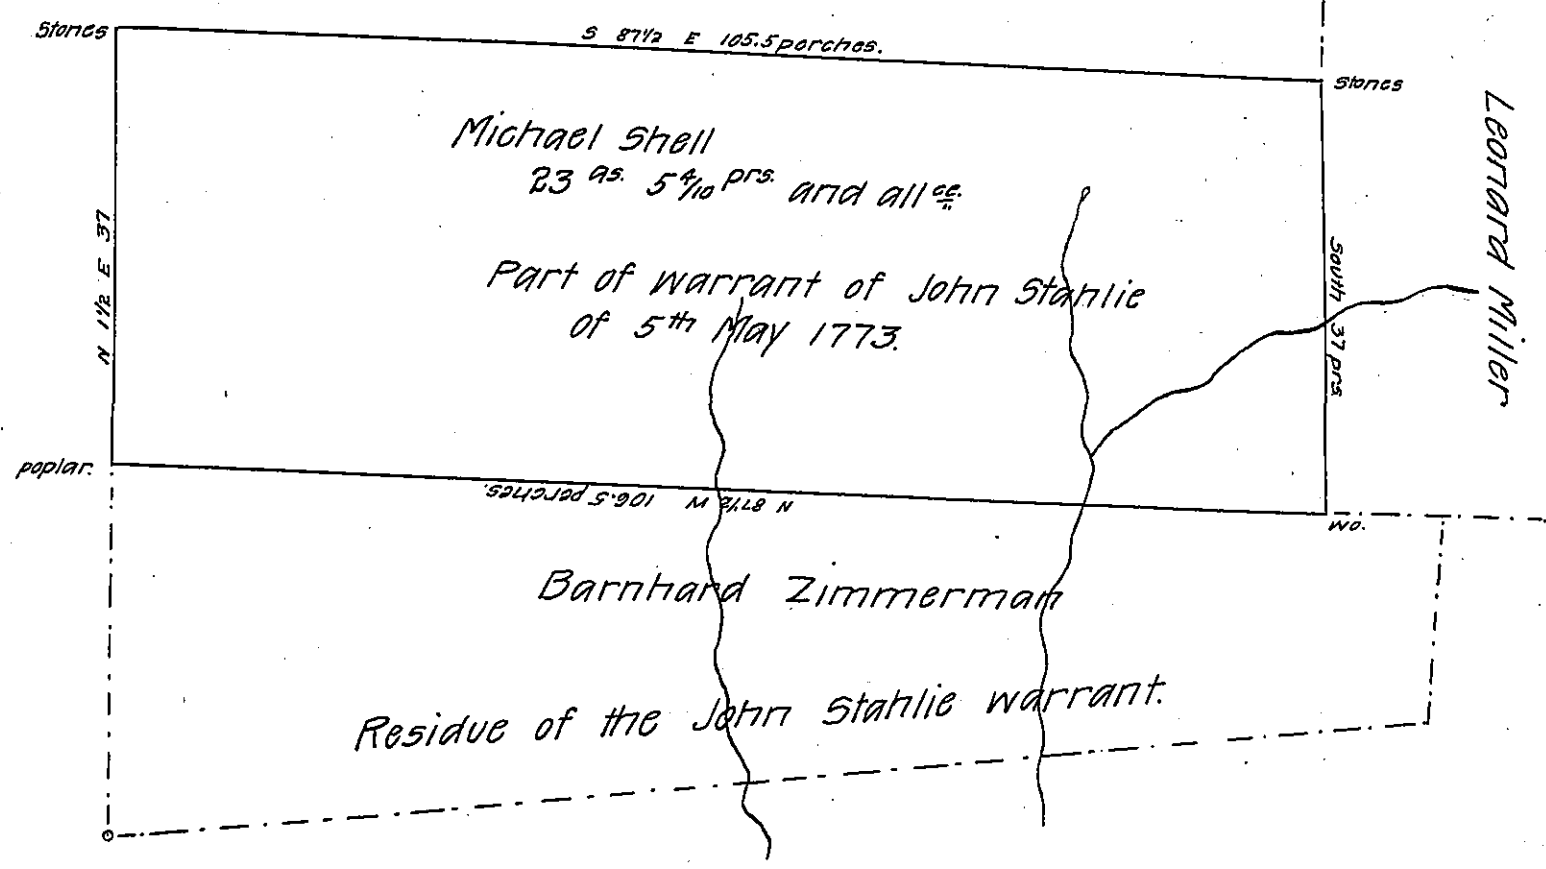 Stones
S 87½ E 105.5 perches.
Stones
Leonard Miller
Michael Shell
23 as. 5 4/10 prs. and all ce.
Part of warrant of John Stahlie
of 5th May 1773.
N 1½ E 37
South 37 prs
poplar.
N 87½ W 106.5 perches.
wo.
Barnhard Zimmerman
Residue of the John Stahlie warrant.